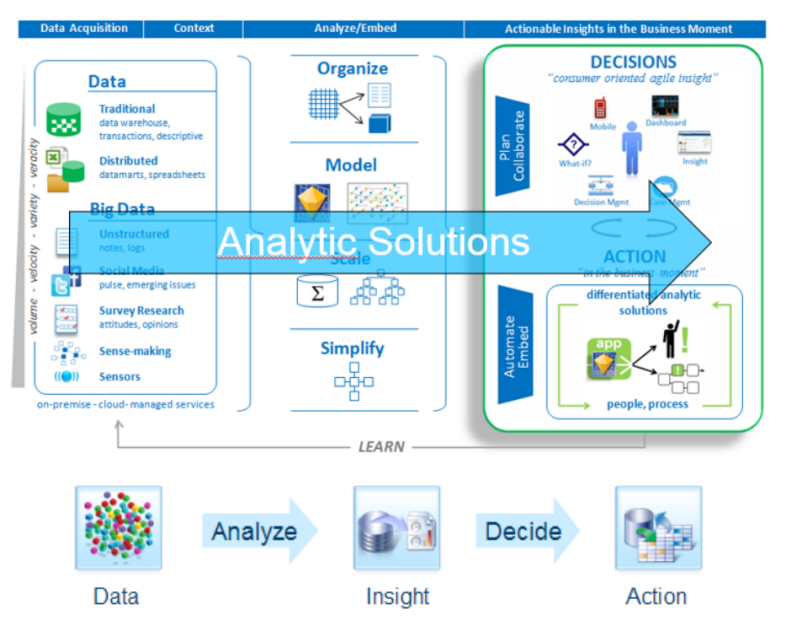 Data Acquisition
Context
Analyze/Embed
Actionable Insights in the Business Moment
volume - velocity - variety - veracity
Data
Traditional
data warehouse,
transactions, descriptive
Distributed
datamarts, spreadsheets
Big Data
Unstructured
notes, logs
Social Media
pulse, emerging issues
Survey Research
attitudes, opinions
Sense-making
Sensors
on-premise - cloud- managed services
Organize
Model
Scale
Σ
Simplify
Analytic Solutions
DECISIONS
"consumer oriented agile insight"
Plan
Collaborate
Mobile
Dashboard
?
What-if?
Insight
Decision Mgmt
Case Mgmt
ACTION
"in the business moment"
Automate
Embed
differentiated analytic
solutions
app
!
!
people, process
LEARN
Analyze
Decide
Data
Insight
Action